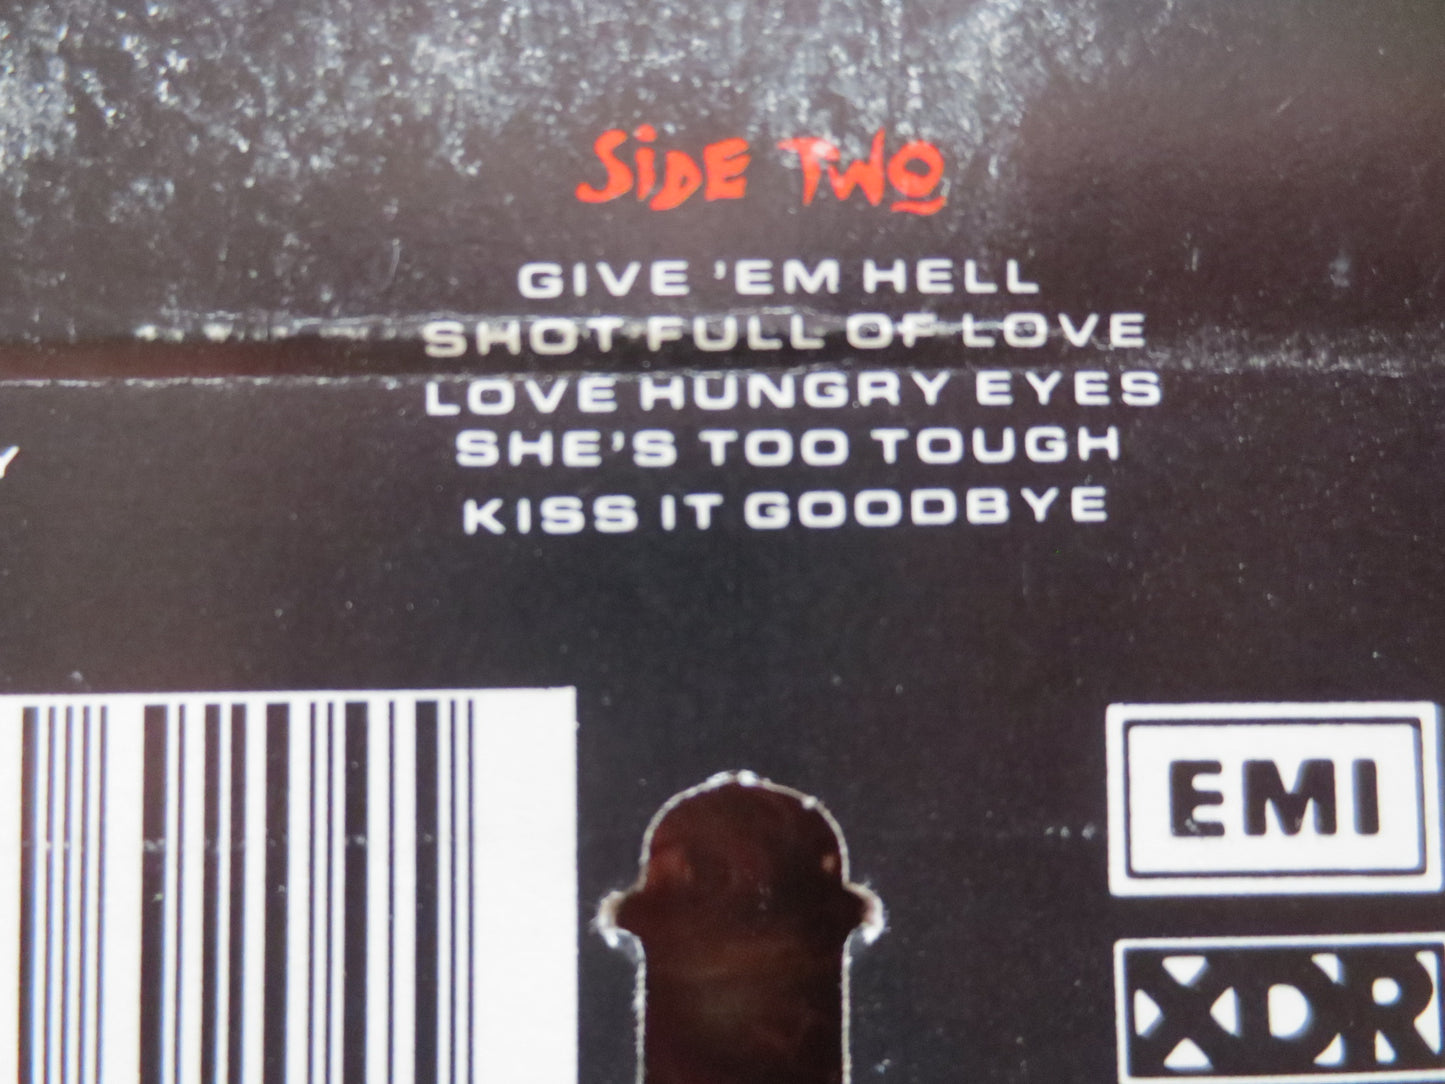 SiDE TWO
GIVE 'EM HELL
SHOT FULL OF LOVE
LOVE HUNGRY EYES
SHE'S TOO TOUGH
KISS IT GOODBYE
Y
EMI
XDR